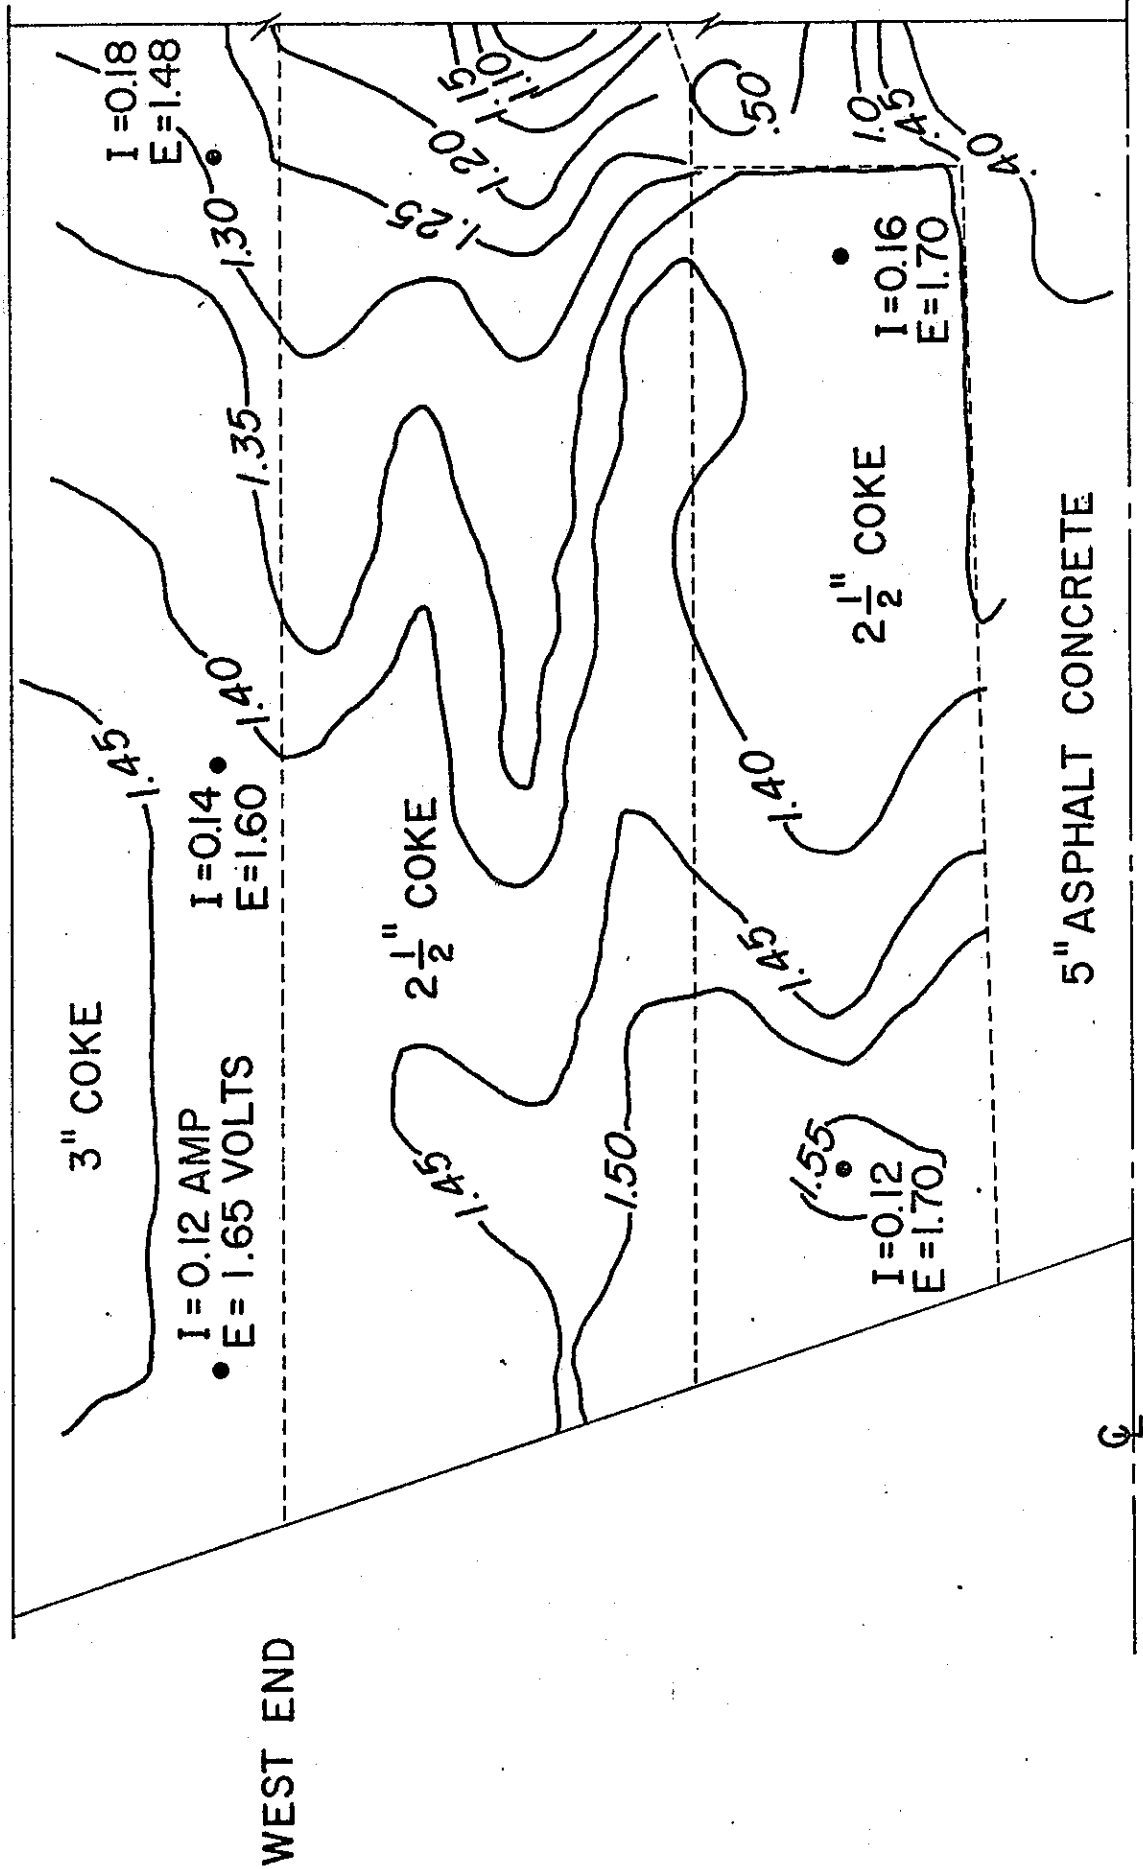 WEST END
3" COKE
I=0.12 AMP
E=1.65 VOLTS
1.45
I=0.14
E=1.60
1.40
1.35
1.30
I=0.18
E=1.48
2 1/2" COKE
1.45
1.50
1.25
1.20
1.15
1.10
1.55
I=0.12
E=1.70
1.45
1.40
2 1/2" COKE
I=0.16
E=1.70
.50
1.0
.45
.40
5" ASPHALT CONCRETE
℄